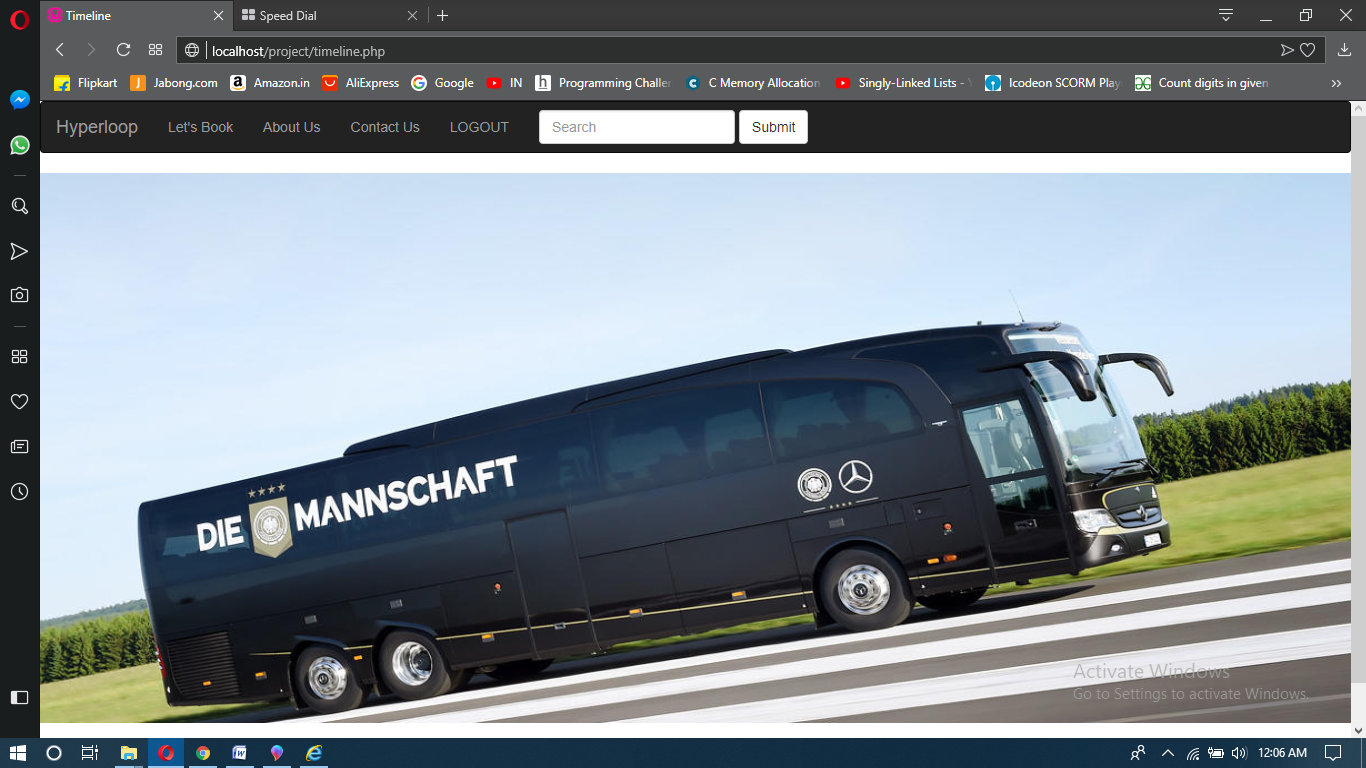 Timeline
Speed Dial
localhost/project/timeline.php
Flipkart Jabong.com Amazon.in AliExpress Google IN Programming Challer C Memory Allocation Singly-Linked Lists - Icodeon SCORM Play Count digits in given
Hyperloop Let's Book About Us Contact Us LOGOUT Search Submit
DIE MANNSCHAFT
Activate Windows
Go to Settings to activate Windows.
12:06 AM